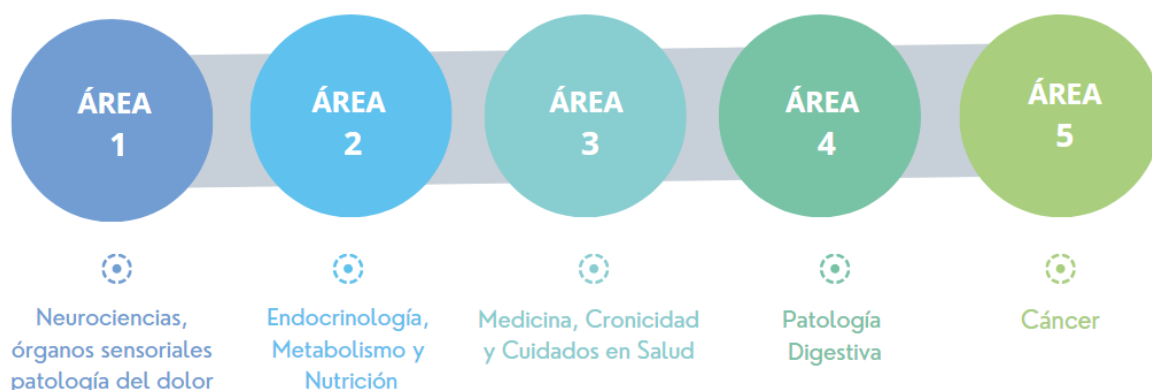 ÁREA
1
ÁREA
2
ÁREA
3
ÁREA
4
ÁREA
5
Neurociencias,
órganos sensoriales
patología del dolor
Endocrinología,
Metabolismo y
Nutrición
Medicina, Cronicidad
y Cuidados en Salud
Patología
Digestiva
Cáncer